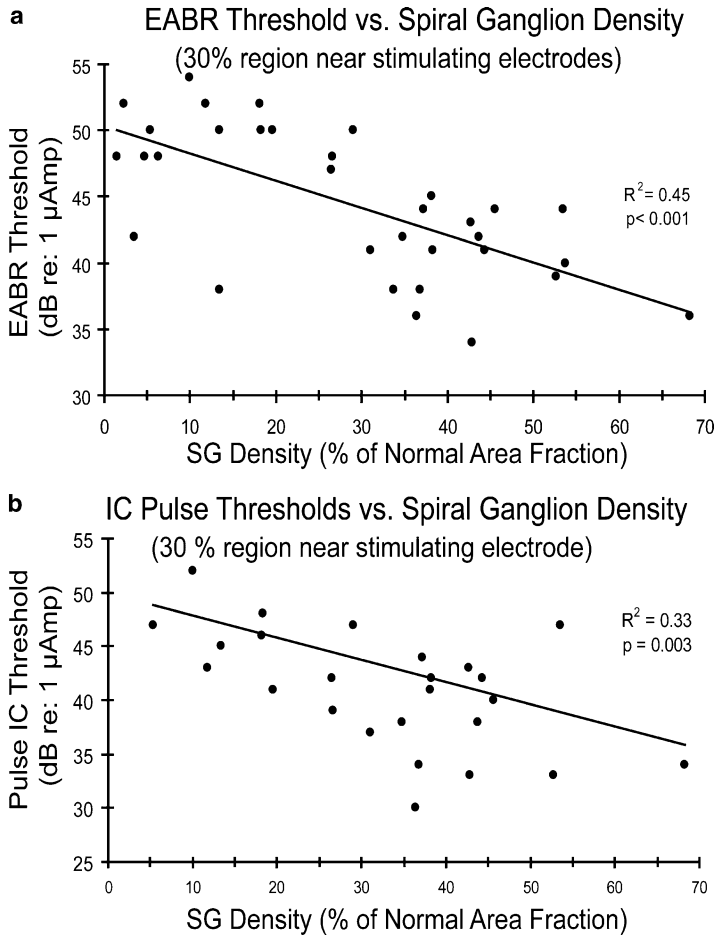 a
EABR Threshold vs. Spiral Ganglion Density
(30% region near stimulating electrodes)
EABR Threshold
(dB re: 1 µAmp)
55
50
45
40
35
30
R2= 0.45
p< 0.001
0 10 20 30 40 50 60 70
SG Density (% of Normal Area Fraction)
b
IC Pulse Thresholds vs. Spiral Ganglion Density
(30 % region near stimulating electrode)
Pulse IC Threshold
(dB re: 1 µAmp)
55
50
45
40
35
30
25
R2 = 0.33
p = 0.003
0 10 20 30 40 50 60 70
SG Density (% of Normal Area Fraction)